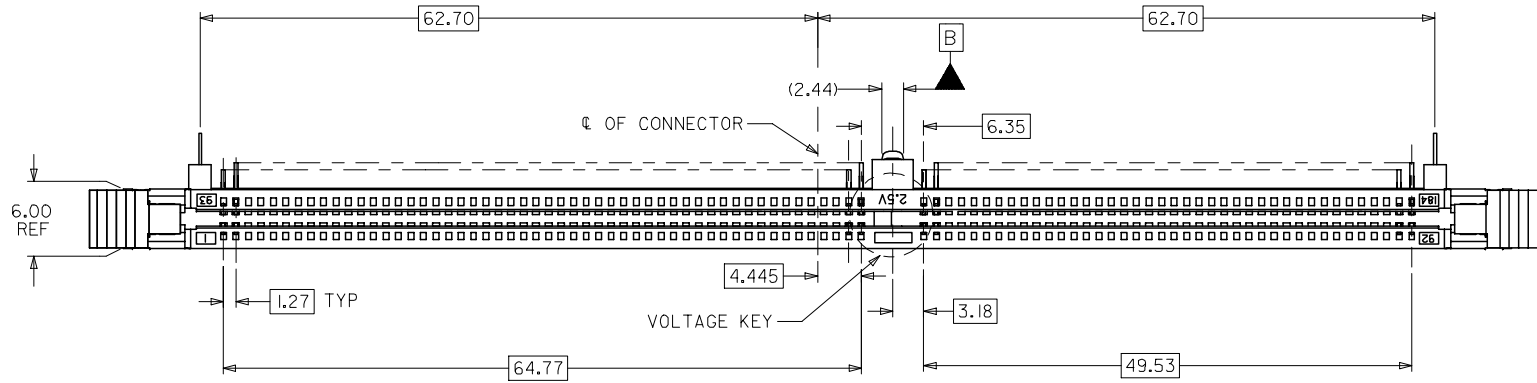 62.70
62.70
B
(2.44)
℄ OF CONNECTOR
6.35
6.00
REF
93
2.5V
184
1
92
4.445
1.27 TYP
3.18
VOLTAGE KEY
64.77
49.53